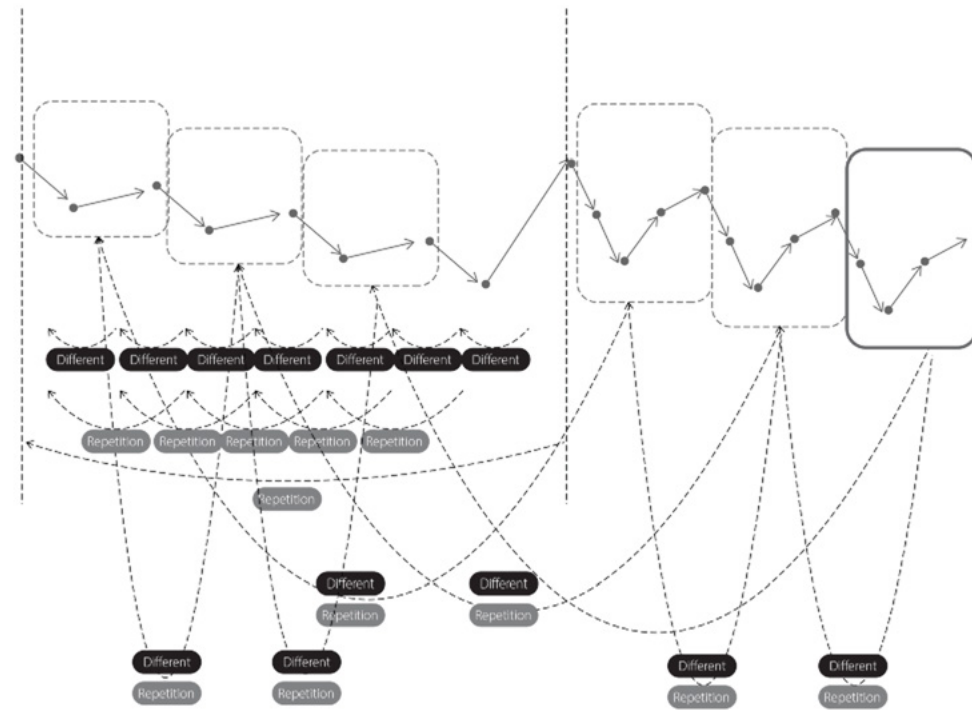 Different Different Different Different Different Different Different
Repetition Repetition Repetition Repetition Repetition
Repetition
Different Different
Repetition Repetition
Different Different Different Different
Repetition Repetition Repetition Repetition